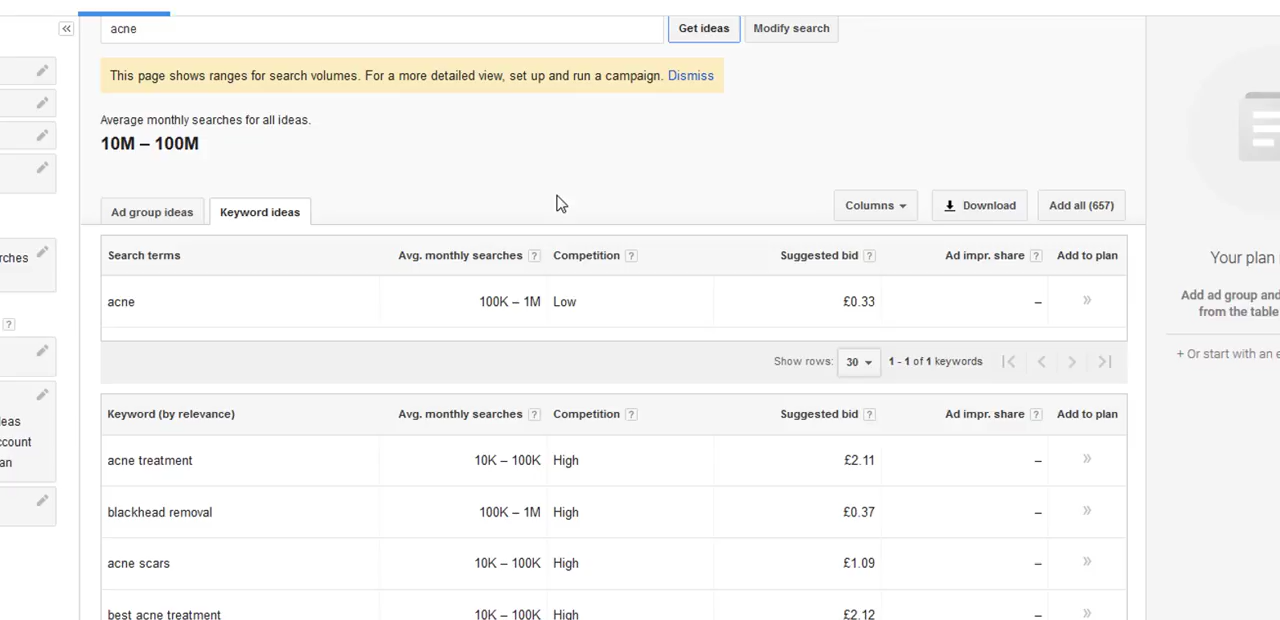 acne
Get ideas
Modify search
This page shows ranges for search volumes. For a more detailed view, set up and run a campaign. Dismiss
Average monthly searches for all ideas.
10M – 100M
Ad group ideas
Keyword ideas
Columns
Download
Add all (657)
Search terms
Avg. monthly searches ?
Competition ?
Suggested bid ?
Ad impr. share ?
Add to plan
acne
100K – 1M
Low
£0.33
–
»
Show rows: 30
1 - 1 of 1 keywords
Keyword (by relevance)
Avg. monthly searches ?
Competition ?
Suggested bid ?
Ad impr. share ?
Add to plan
acne treatment
10K – 100K
High
£2.11
–
»
blackhead removal
100K – 1M
High
£0.37
–
»
acne scars
10K – 100K
High
£1.09
–
»
best acne treatment
10K – 100K
High
£2.12
–
»
rches
?
eas
ccount
an
Your plan
Add ad group and
from the table
+ Or start with an e